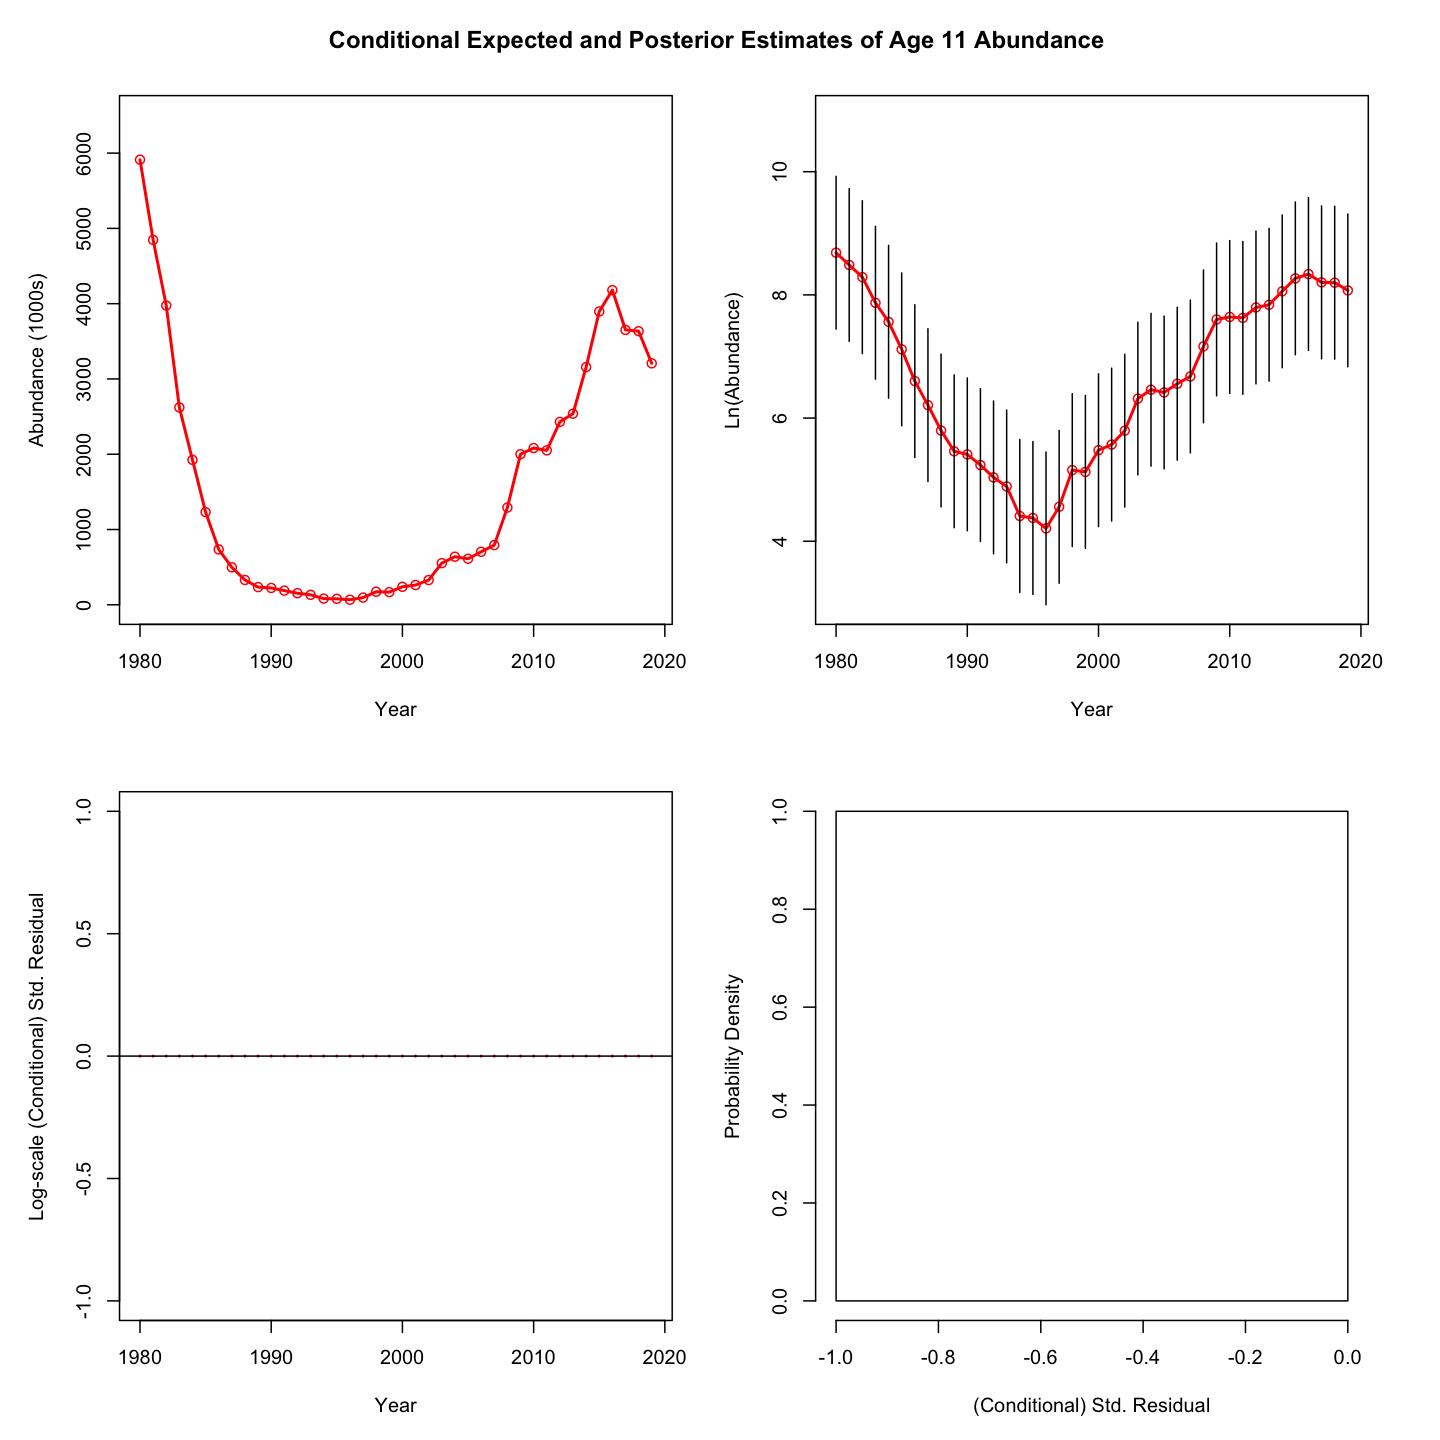 Conditional Expected and Posterior Estimates of Age 11 Abundance
Abundance (1000s)
6000
5000
4000
3000
2000
1000
0
1980 1990 2000 2010 2020
Year
Ln(Abundance)
10
8
6
4
1980 1990 2000 2010 2020
Year
Log-scale (Conditional) Std. Residual
1.0
0.5
0.0
-0.5
-1.0
1980 1990 2000 2010 2020
Year
Probability Density
1.0
0.8
0.6
0.4
0.2
0.0
-1.0 -0.8 -0.6 -0.4 -0.2 0.0
(Conditional) Std. Residual